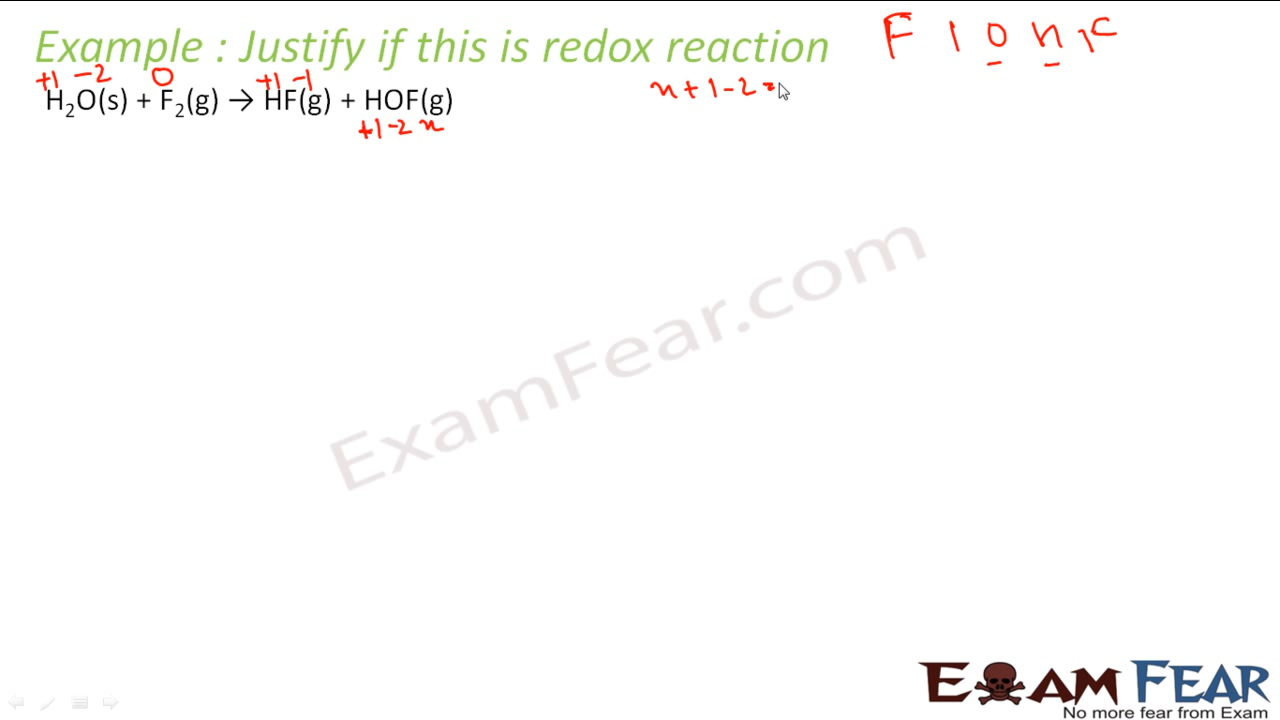 Example : Justify if this is redox reaction
F I O n I C
+1 -2 0 +1 -1
x + 1 - 2 =
H₂O(s) + F₂(g) → HF(g) + HOF(g)
+1 -2 x
ExamFear.com
EXAM FEAR
No more fear from Exam